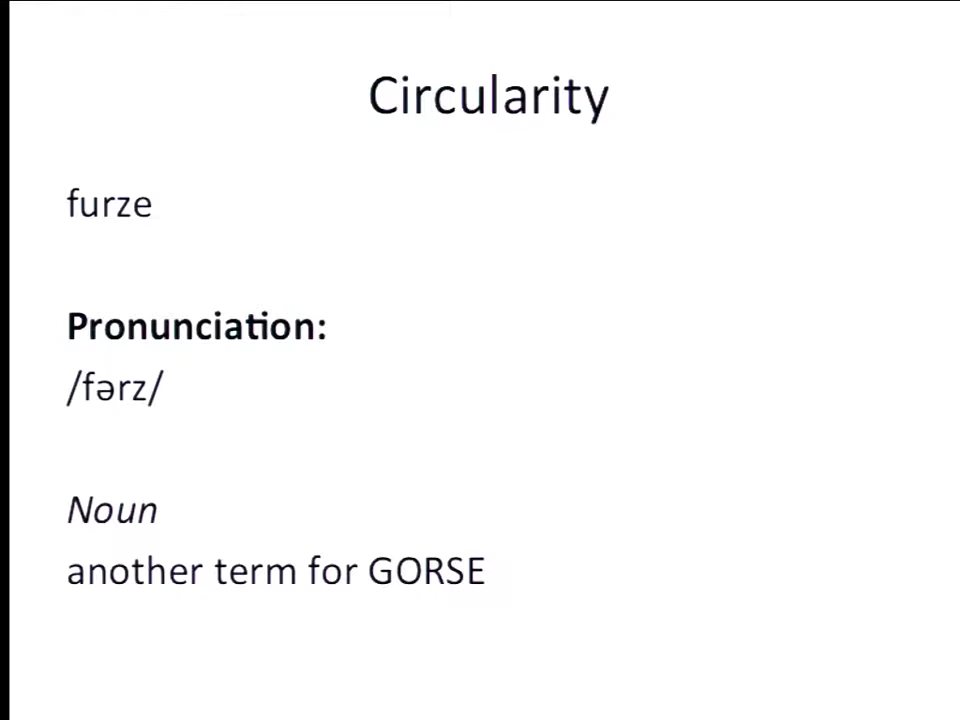 Circularity
furze
Pronunciation:
/fərz/
Noun
another term for GORSE